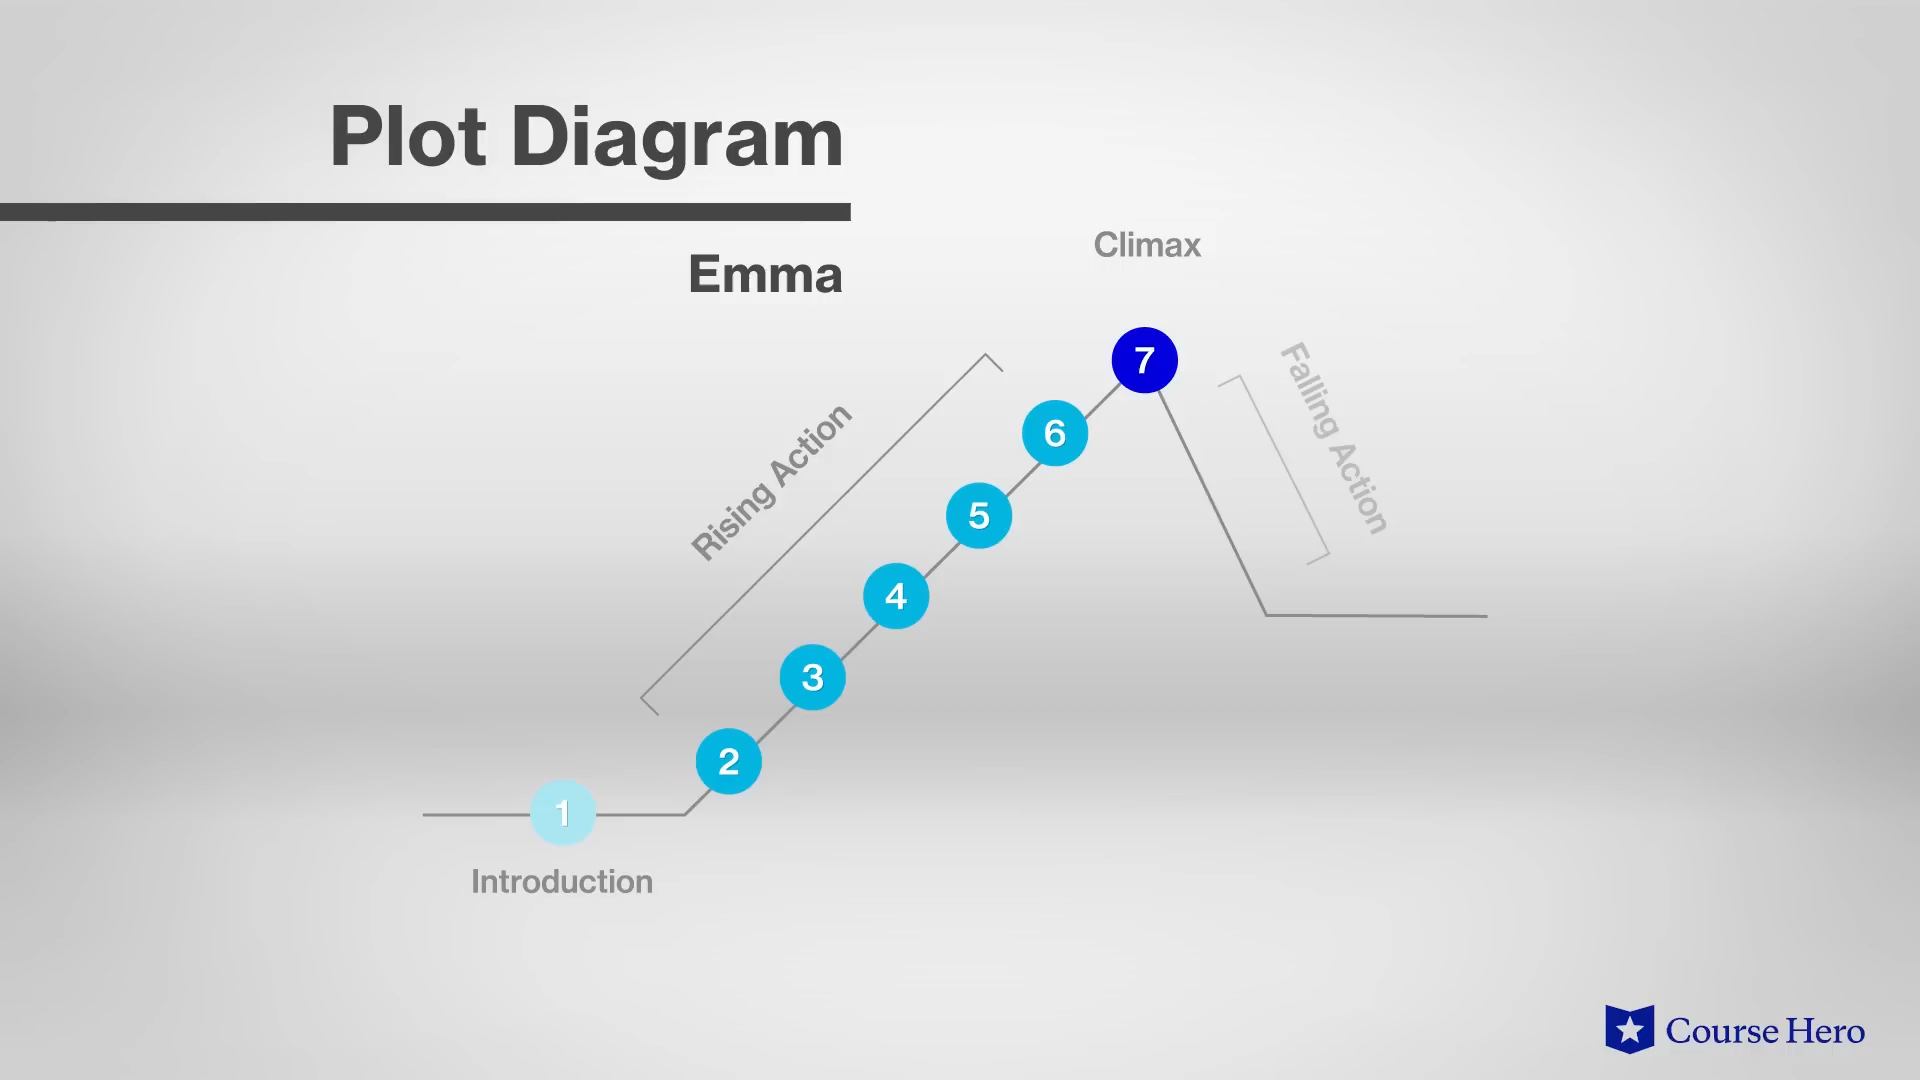 Plot Diagram
Emma
Climax
7
Falling Action
6
Rising Action
5
4
3
2
1
Introduction
Course Hero